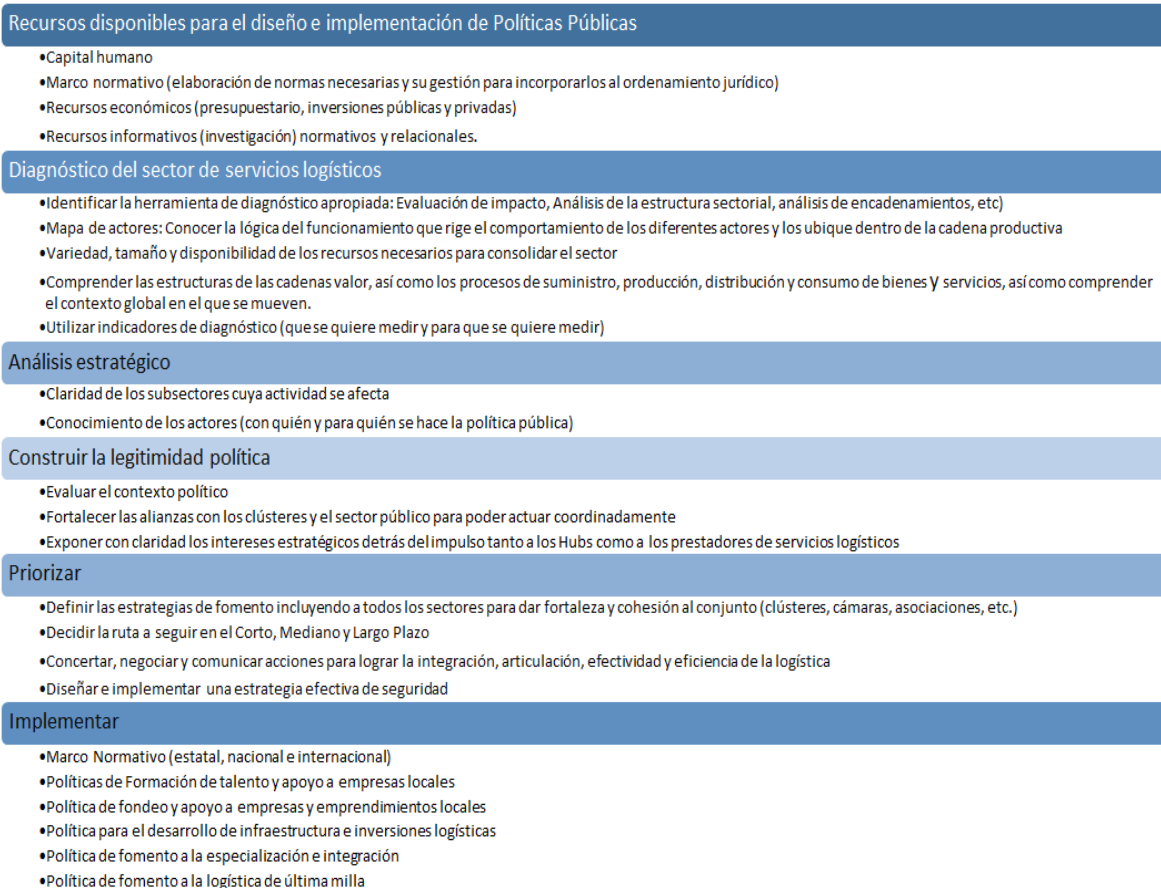 Recursos disponibles para el diseño e implementación de Políticas Públicas
•Capital humano
•Marco normativo (elaboración de normas necesarias y su gestión para incorporarlos al ordenamiento jurídico)
•Recursos económicos (presupuestario, inversiones públicas y privadas)
•Recursos informativos (investigación) normativos y relacionales.
Diagnóstico del sector de servicios logísticos
•Identificar la herramienta de diagnóstico apropiada: Evaluación de impacto, Análisis de la estructura sectorial, análisis de encadenamientos, etc)
•Mapa de actores: Conocer la lógica del funcionamiento que rige el comportamiento de los diferentes actores y los ubique dentro de la cadena productiva
•Variedad, tamaño y disponibilidad de los recursos necesarios para consolidar el sector
•Comprender las estructuras de las cadenas valor, así como los procesos de suministro, producción, distribución y consumo de bienes y servicios, así como comprender
el contexto global en el que se mueven.
•Utilizar indicadores de diagnóstico (que se quiere medir y para que se quiere medir)
Análisis estratégico
•Claridad de los subsectores cuya actividad se afecta
•Conocimiento de los actores (con quién y para quién se hace la política pública)
Construir la legitimidad política
•Evaluar el contexto político
•Fortalecer las alianzas con los clústeres y el sector público para poder actuar coordinadamente
•Exponer con claridad los intereses estratégicos detrás del impulso tanto a los Hubs como a los prestadores de servicios logísticos
Priorizar
•Definir las estrategias de fomento incluyendo a todos los sectores para dar fortaleza y cohesión al conjunto (clústeres, cámaras, asociaciones, etc.)
•Decidir la ruta a seguir en el Corto, Mediano y Largo Plazo
•Concertar, negociar y comunicar acciones para lograr la integración, articulación, efectividad y eficiencia de la logística
•Diseñar e implementar una estrategia efectiva de seguridad
Implementar
•Marco Normativo (estatal, nacional e internacional)
•Políticas de Formación de talento y apoyo a empresas locales
•Política de fondeo y apoyo a empresas y emprendimientos locales
•Política para el desarrollo de infraestructura e inversiones logísticas
•Política de fomento a la especialización e integración
•Política de fomento a la logística de última milla